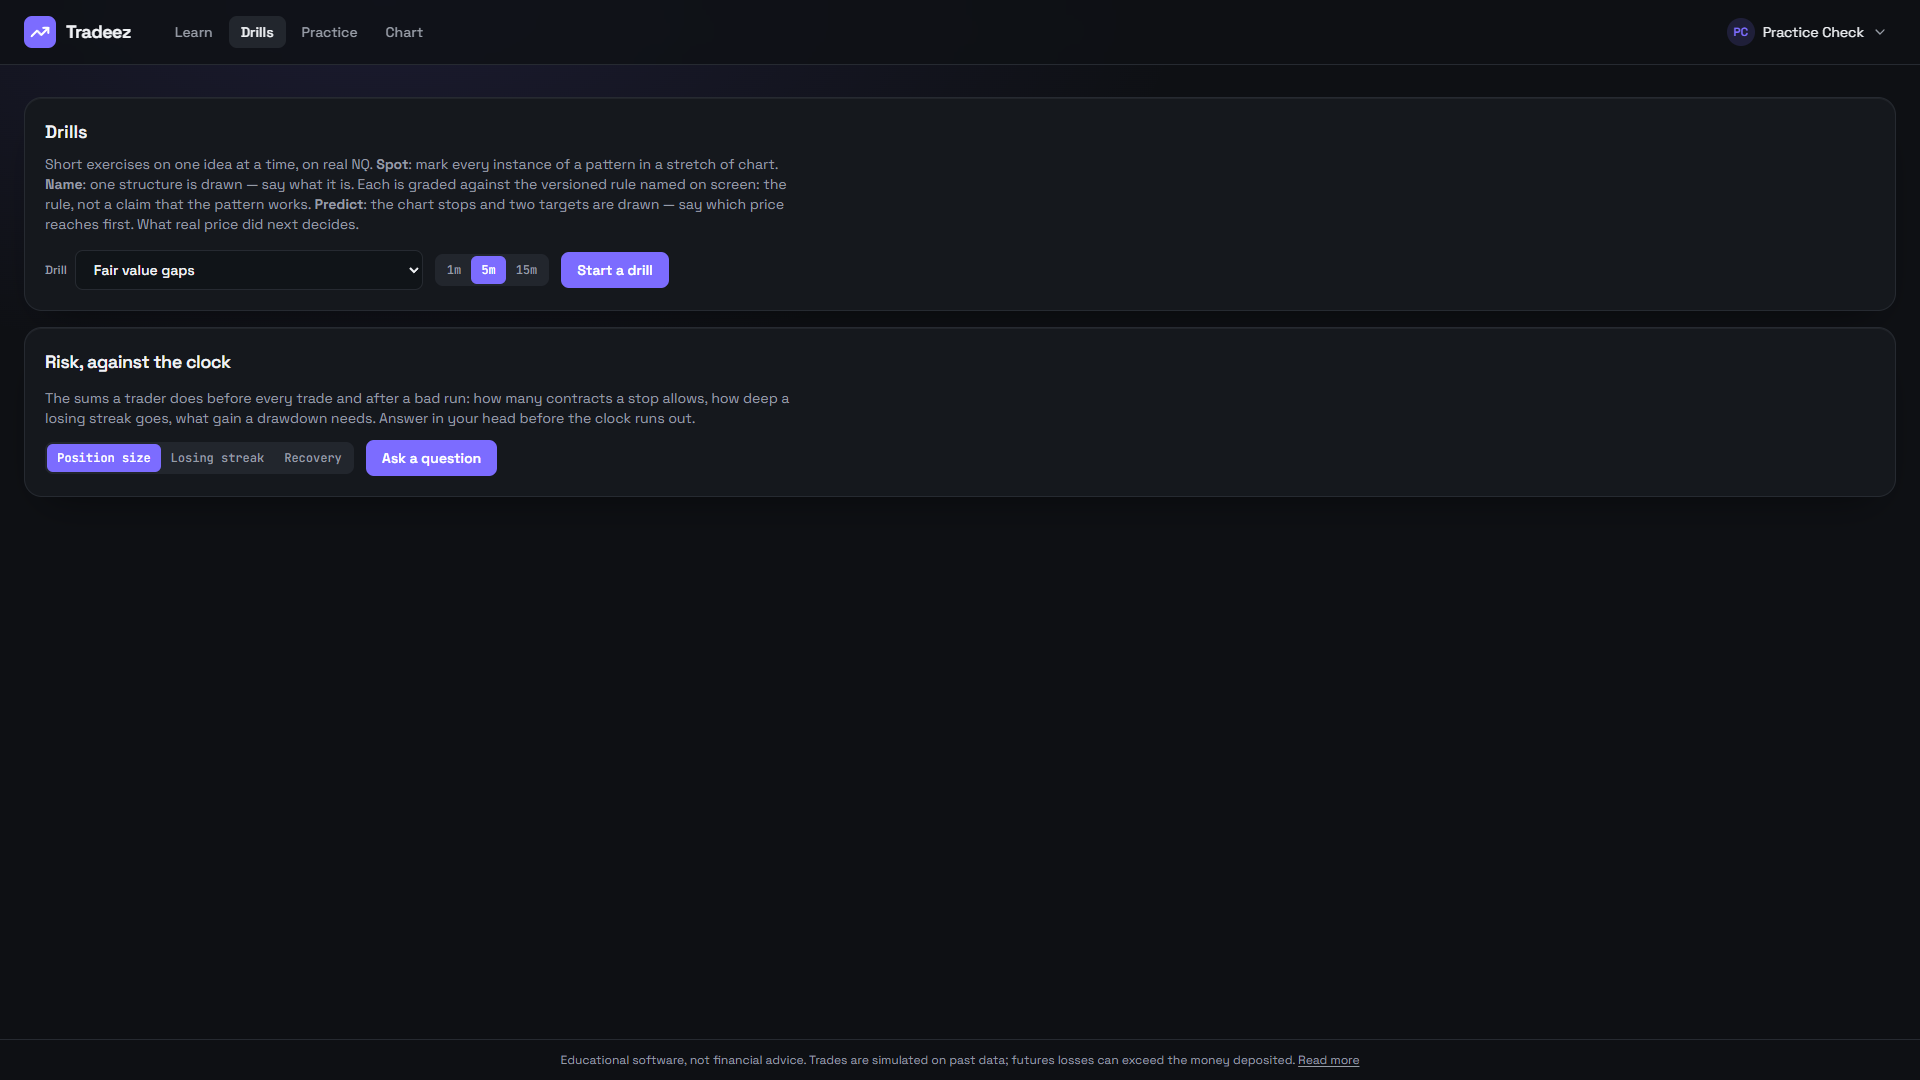 Tradeez
Learn
Drills
Practice
Chart
PC
Practice Check
Drills
Short exercises on one idea at a time, on real NQ. Spot: mark every instance of a pattern in a stretch of chart.
Name: one structure is drawn — say what it is. Each is graded against the versioned rule named on screen: the
rule, not a claim that the pattern works. Predict: the chart stops and two targets are drawn — say which price
reaches first. What real price did next decides.
Drill
Fair value gaps
1m
5m
15m
Start a drill
Risk, against the clock
The sums a trader does before every trade and after a bad run: how many contracts a stop allows, how deep a
losing streak goes, what gain a drawdown needs. Answer in your head before the clock runs out.
Position size
Losing streak
Recovery
Ask a question
Educational software, not financial advice. Trades are simulated on past data; futures losses can exceed the money deposited. Read more